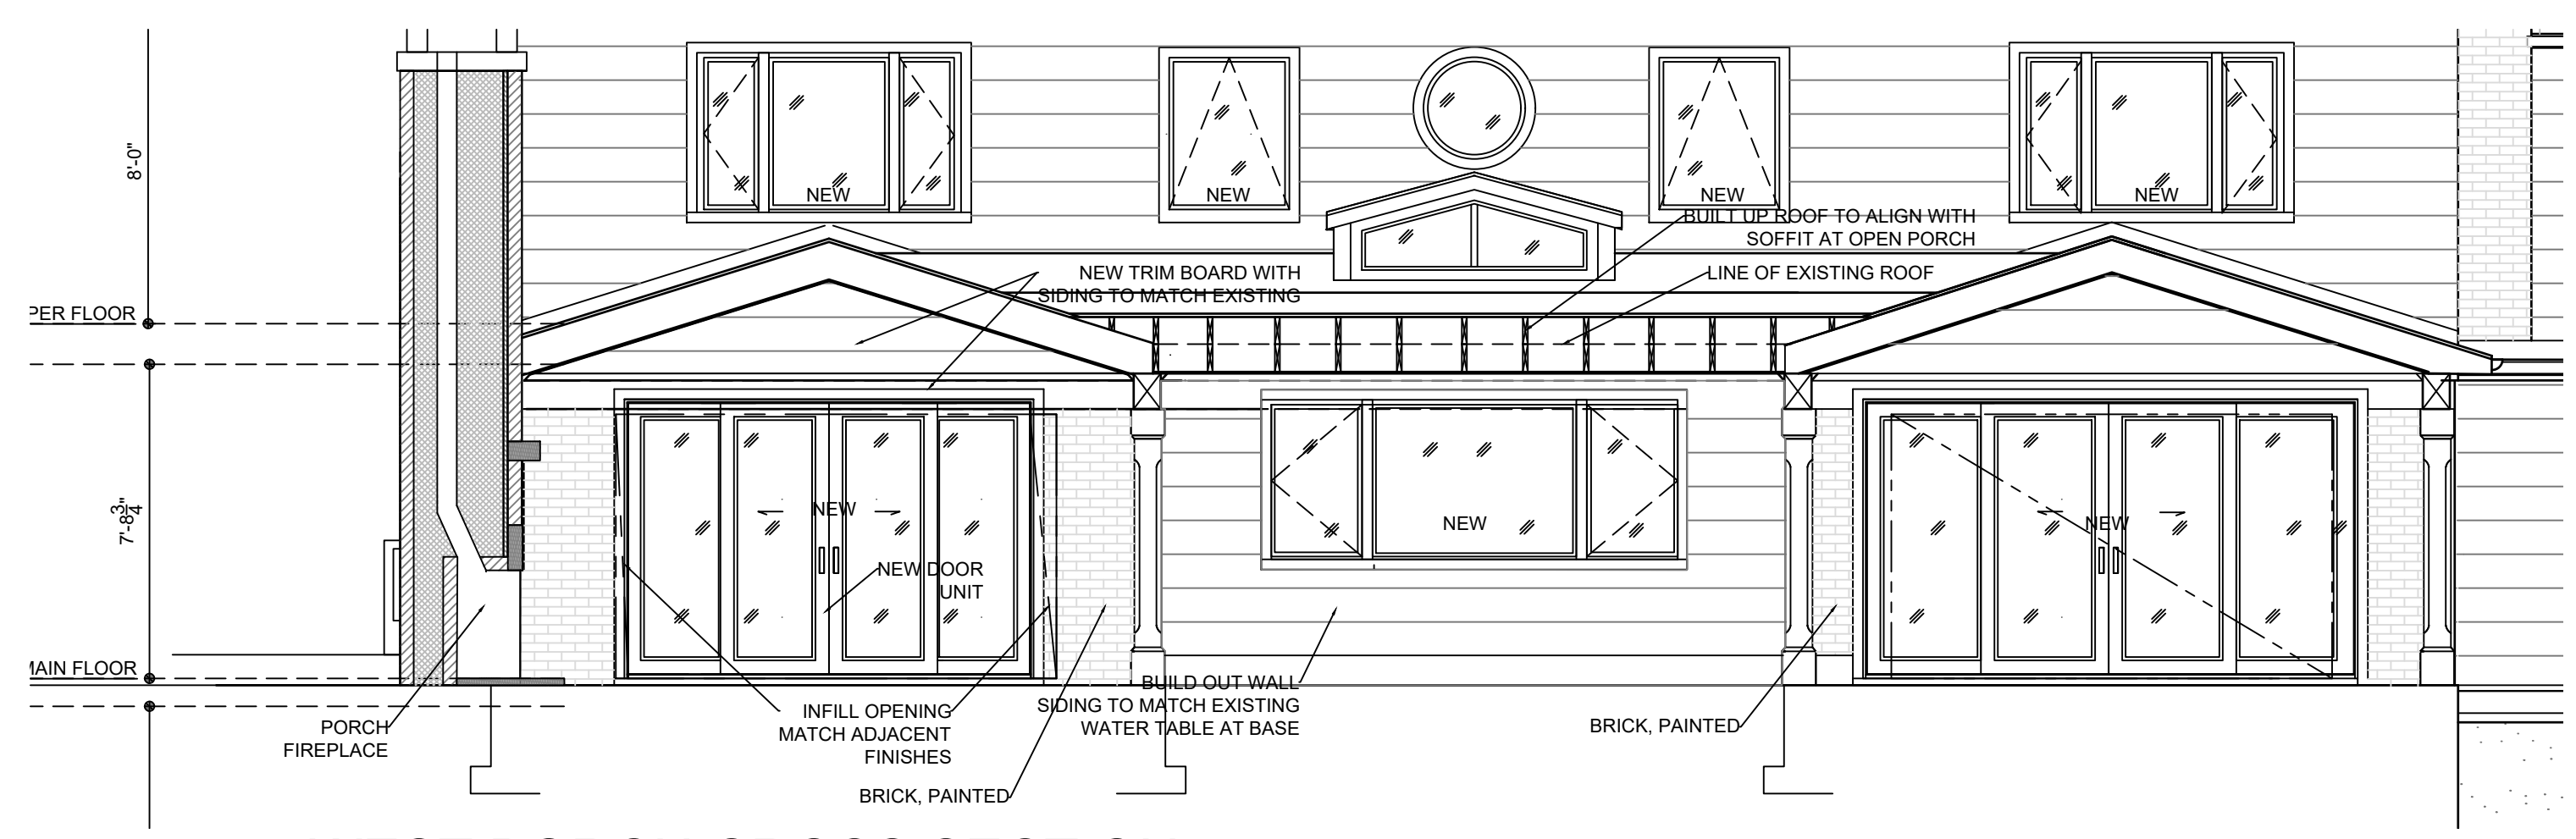 8'-0"
NEW
NEW
NEW
NEW
BUILT UP ROOF TO ALIGN WITH
SOFFIT AT OPEN PORCH
NEW TRIM BOARD WITH
SIDING TO MATCH EXISTING
LINE OF EXISTING ROOF
PER FLOOR
7'-8 3/4"
NEW
NEW
NEW
NEW DOOR
UNIT
MAIN FLOOR
PORCH
FIREPLACE
INFILL OPENING
MATCH ADJACENT
FINISHES
BUILD OUT WALL
SIDING TO MATCH EXISTING
WATER TABLE AT BASE
BRICK, PAINTED
BRICK, PAINTED